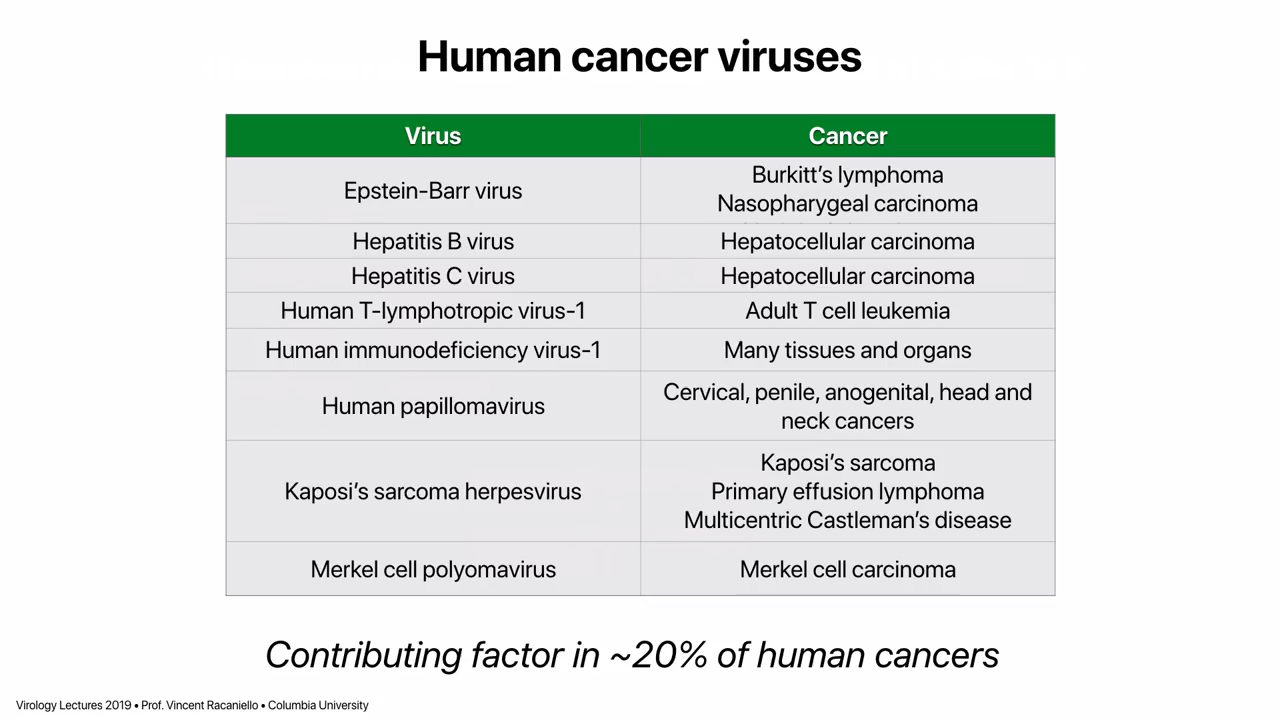 Human cancer viruses
Virus
Cancer
Epstein-Barr virus
Burkitt's lymphoma
Nasopharygeal carcinoma
Hepatitis B virus
Hepatocellular carcinoma
Hepatitis C virus
Hepatocellular carcinoma
Human T-lymphotropic virus-1
Adult T cell leukemia
Human immunodeficiency virus-1
Many tissues and organs
Human papillomavirus
Cervical, penile, anogenital, head and
neck cancers
Kaposi's sarcoma herpesvirus
Kaposi's sarcoma
Primary effusion lymphoma
Multicentric Castleman's disease
Merkel cell polyomavirus
Merkel cell carcinoma
Contributing factor in ~20% of human cancers
Virology Lectures 2019 • Prof. Vincent Racaniello • Columbia University